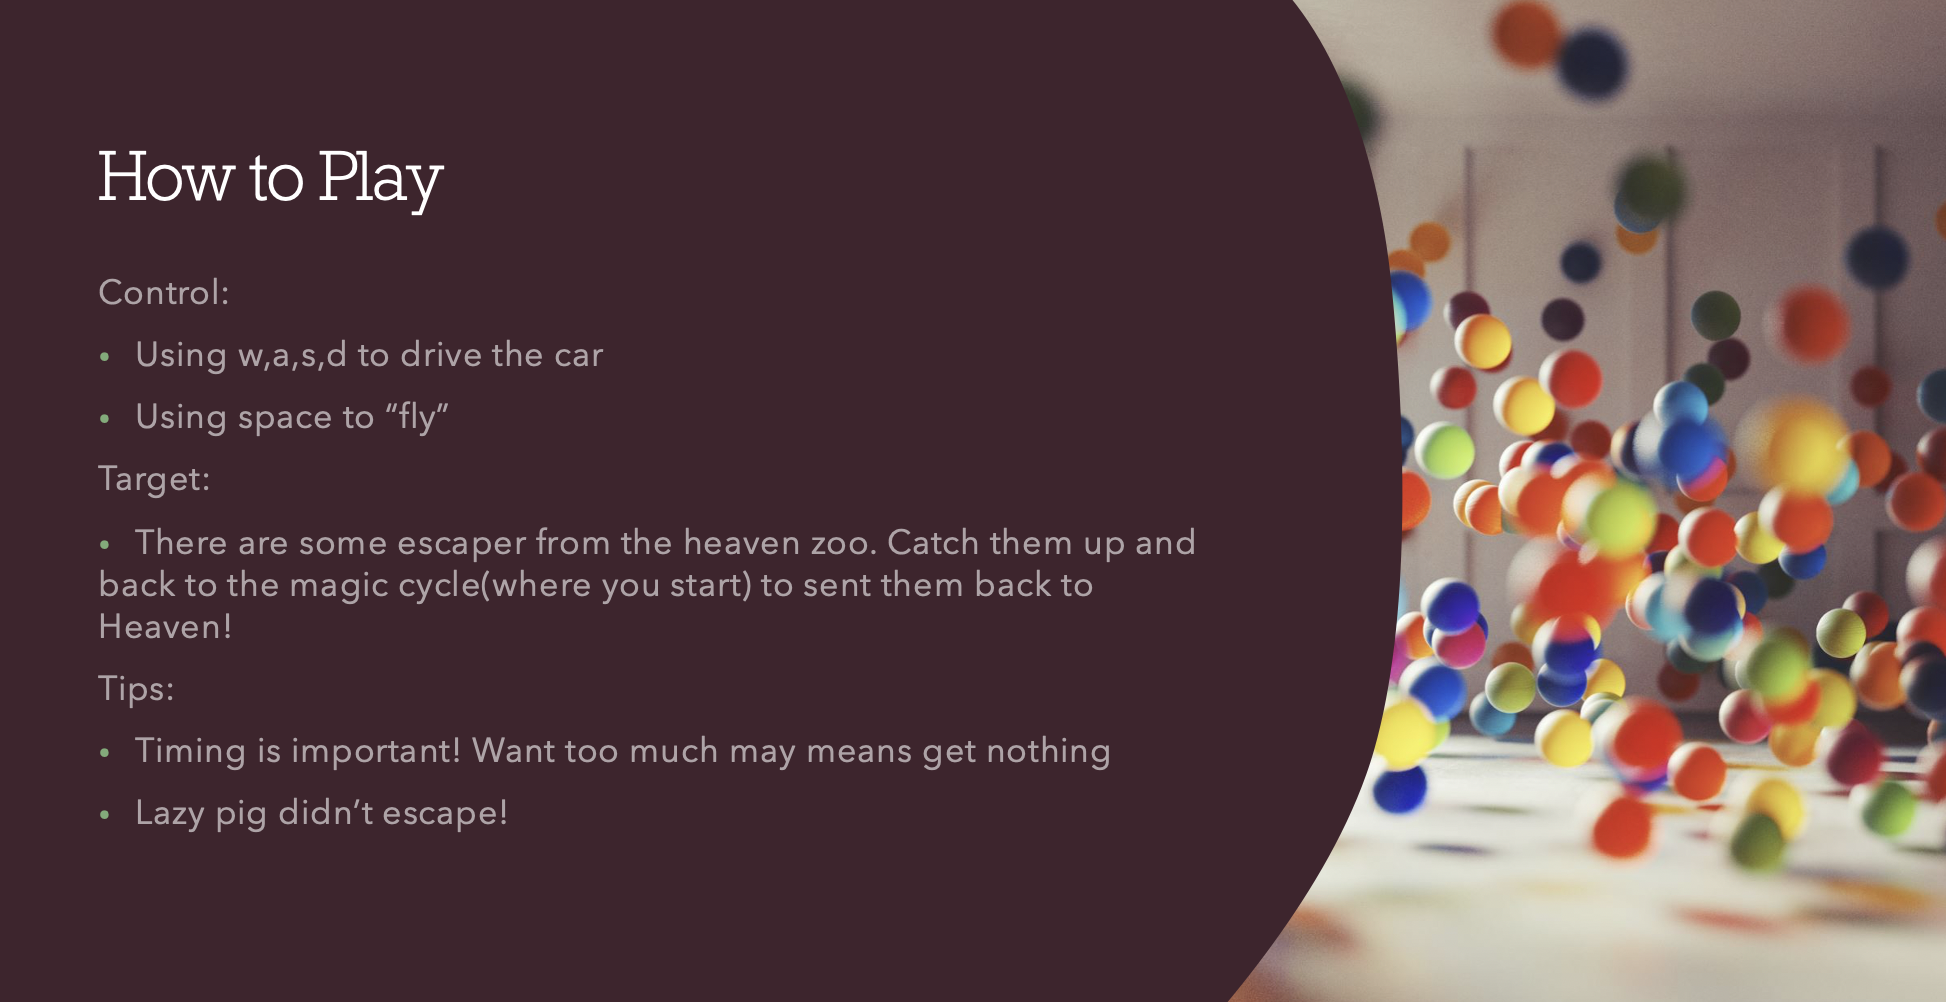 How to Play
Control:
• Using w,a,s,d to drive the car
• Using space to “fly”
Target:
• There are some escaper from the heaven zoo. Catch them up and
back to the magic cycle(where you start) to sent them back to
Heaven!
Tips:
• Timing is important! Want too much may means get nothing
• Lazy pig didn’t escape!